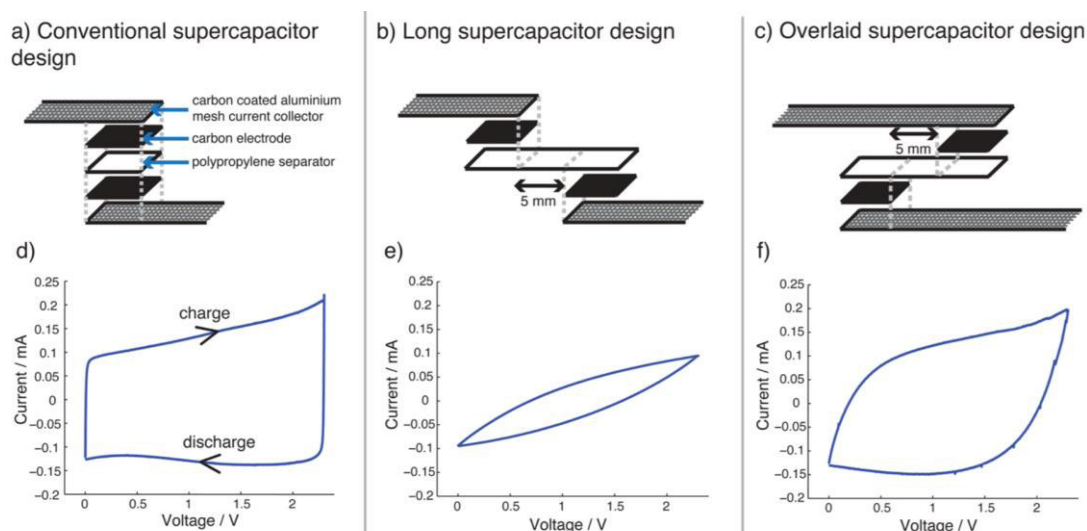 a) Conventional supercapacitor
design
carbon coated aluminium
mesh current collector
carbon electrode
polypropylene separator
b) Long supercapacitor design
5 mm
c) Overlaid supercapacitor design
5 mm
d)
0.25
0.2
0.15
0.1
0.05
0
−0.05
−0.1
−0.15
−0.2
Current / mA
charge
discharge
0
0.5
1
1.5
2
Voltage / V
e)
0.25
0.2
0.15
0.1
0.05
0
−0.05
−0.1
−0.15
−0.2
Current / mA
0
0.5
1
1.5
2
Voltage / V
f)
0.25
0.2
0.15
0.1
0.05
0
−0.05
−0.1
−0.15
−0.2
Current / mA
0
0.5
1
1.5
2
Voltage / V